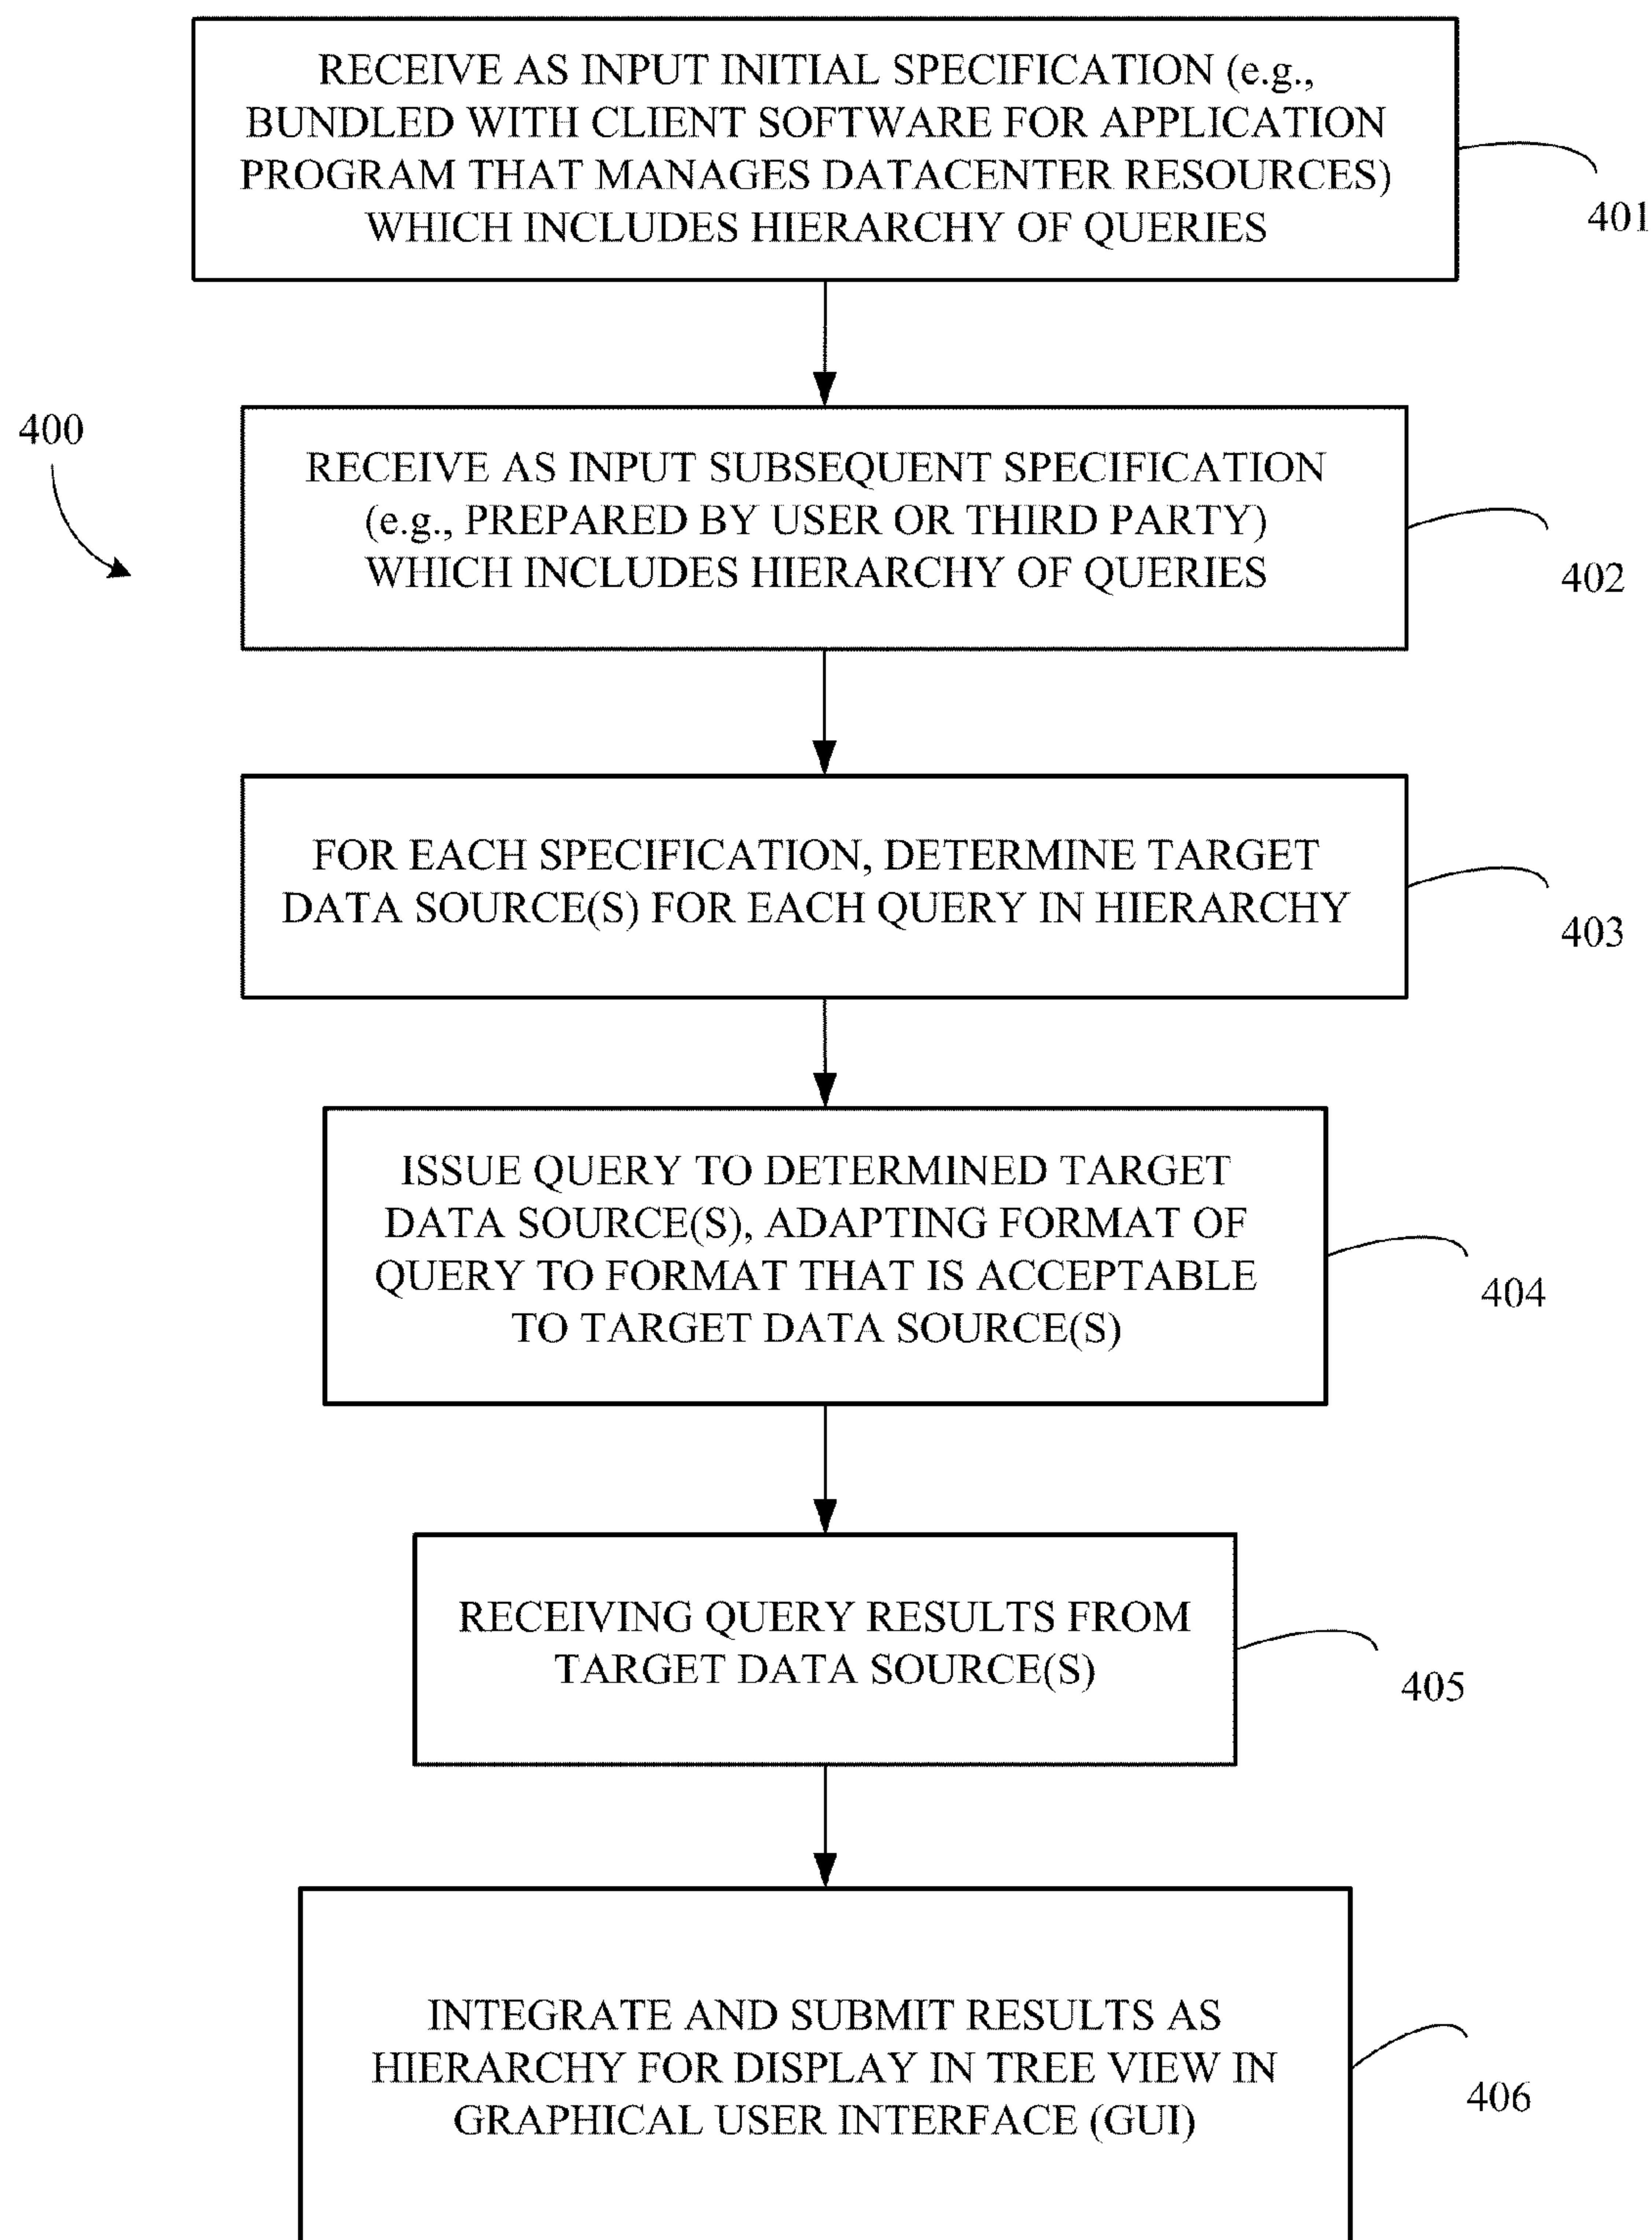 RECEIVE AS INPUT INITIAL SPECIFICATION (e.g.,
BUNDLED WITH CLIENT SOFTWARE FOR APPLICATION
PROGRAM THAT MANAGES DATACENTER RESOURCES)
WHICH INCLUDES HIERARCHY OF QUERIES
401
400
RECEIVE AS INPUT SUBSEQUENT SPECIFICATION
(e.g., PREPARED BY USER OR THIRD PARTY)
WHICH INCLUDES HIERARCHY OF QUERIES
402
FOR EACH SPECIFICATION, DETERMINE TARGET
DATA SOURCE(S) FOR EACH QUERY IN HIERARCHY
403
ISSUE QUERY TO DETERMINED TARGET
DATA SOURCE(S), ADAPTING FORMAT OF
QUERY TO FORMAT THAT IS ACCEPTABLE
TO TARGET DATA SOURCE(S)
404
RECEIVING QUERY RESULTS FROM
TARGET DATA SOURCE(S)
405
INTEGRATE AND SUBMIT RESULTS AS
HIERARCHY FOR DISPLAY IN TREE VIEW IN
GRAPHICAL USER INTERFACE (GUI)
406